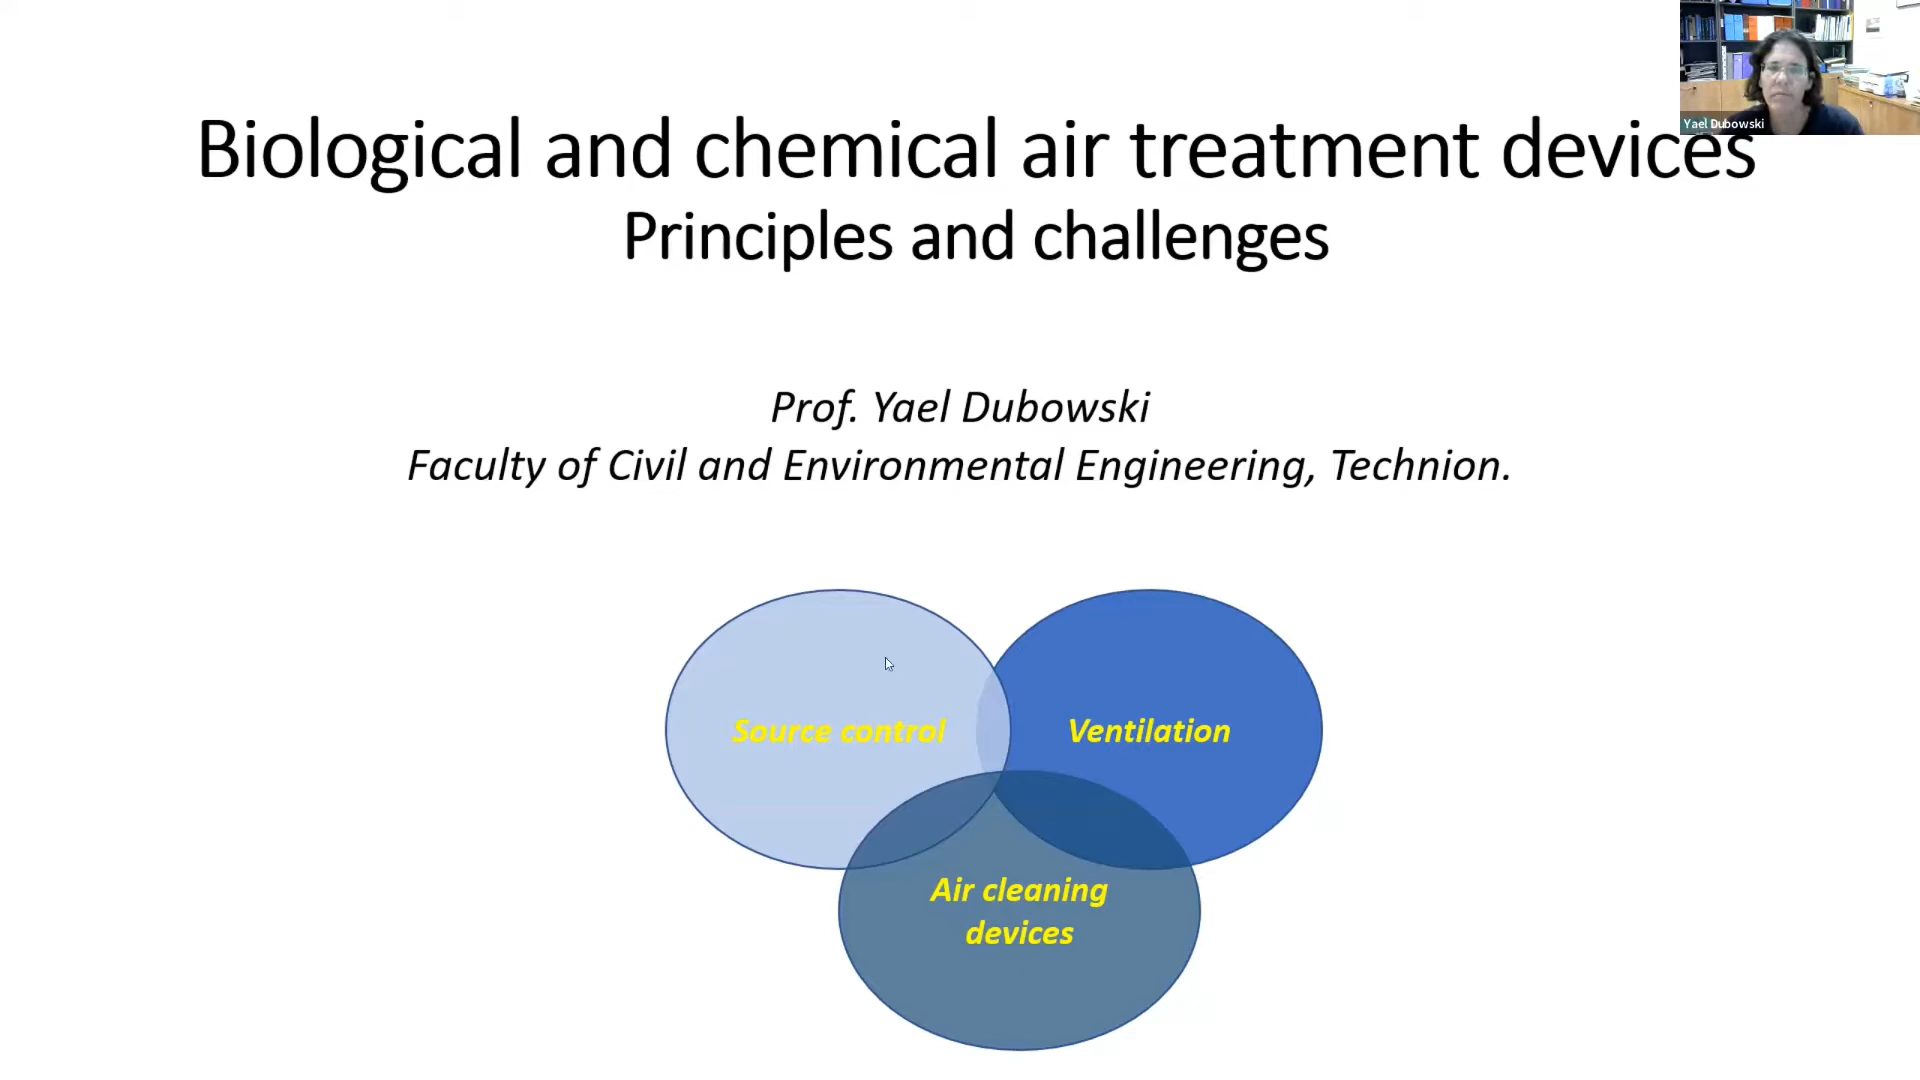 Biological and chemical air treatment devices
Principles and challenges
Yael Dubowski
Prof. Yael Dubowski
Faculty of Civil and Environmental Engineering, Technion.
Source control
Ventilation
Air cleaning
devices